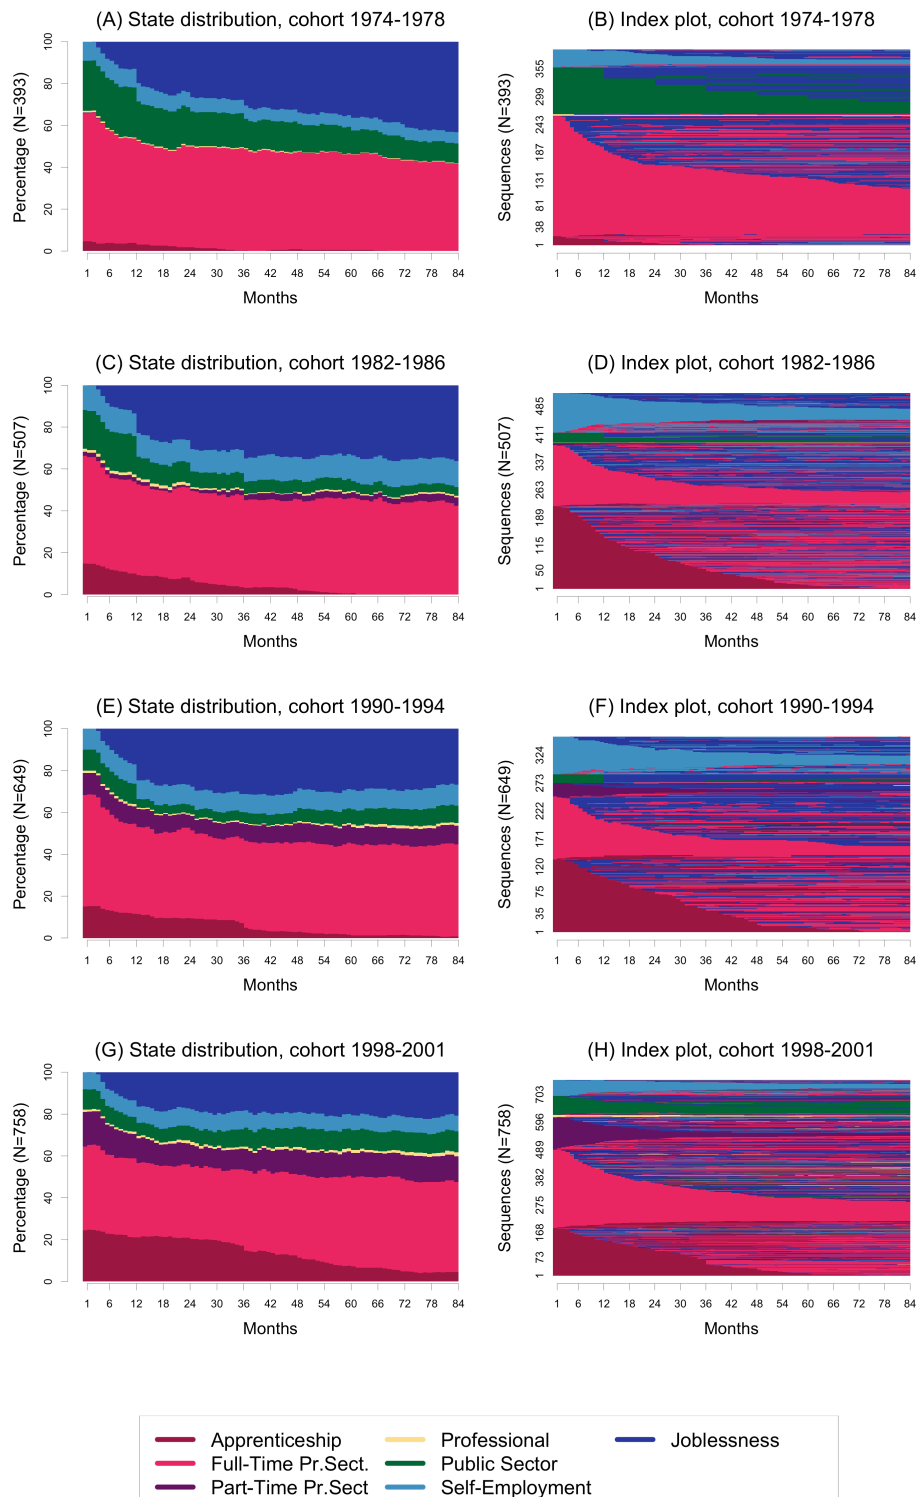 (A) State distribution, cohort 1974-1978
Percentage (N=393)
0 20 40 60 80 100
1 6 12 18 24 30 36 42 48 54 60 66 72 78 84
Months
(B) Index plot, cohort 1974-1978
Sequences (N=393)
1 38 81 131 187 243 299 355
1 6 12 18 24 30 36 42 48 54 60 66 72 78 84
Months
(C) State distribution, cohort 1982-1986
Percentage (N=507)
0 20 40 60 80 100
1 6 12 18 24 30 36 42 48 54 60 66 72 78 84
Months
(D) Index plot, cohort 1982-1986
Sequences (N=507)
1 50 115 189 263 337 411 485
1 6 12 18 24 30 36 42 48 54 60 66 72 78 84
Months
(E) State distribution, cohort 1990-1994
Percentage (N=649)
0 20 40 60 80 100
1 6 12 18 24 30 36 42 48 54 60 66 72 78 84
Months
(F) Index plot, cohort 1990-1994
Sequences (N=649)
1 35 75 120 171 222 273 324
1 6 12 18 24 30 36 42 48 54 60 66 72 78 84
Months
(G) State distribution, cohort 1998-2001
Percentage (N=758)
0 20 40 60 80 100
1 6 12 18 24 30 36 42 48 54 60 66 72 78 84
Months
(H) Index plot, cohort 1998-2001
Sequences (N=758)
1 73 168 275 382 489 596 703
1 6 12 18 24 30 36 42 48 54 60 66 72 78 84
Months
Apprenticeship Professional Joblessness
Full-Time Pr.Sect. Public Sector
Part-Time Pr.Sect Self-Employment